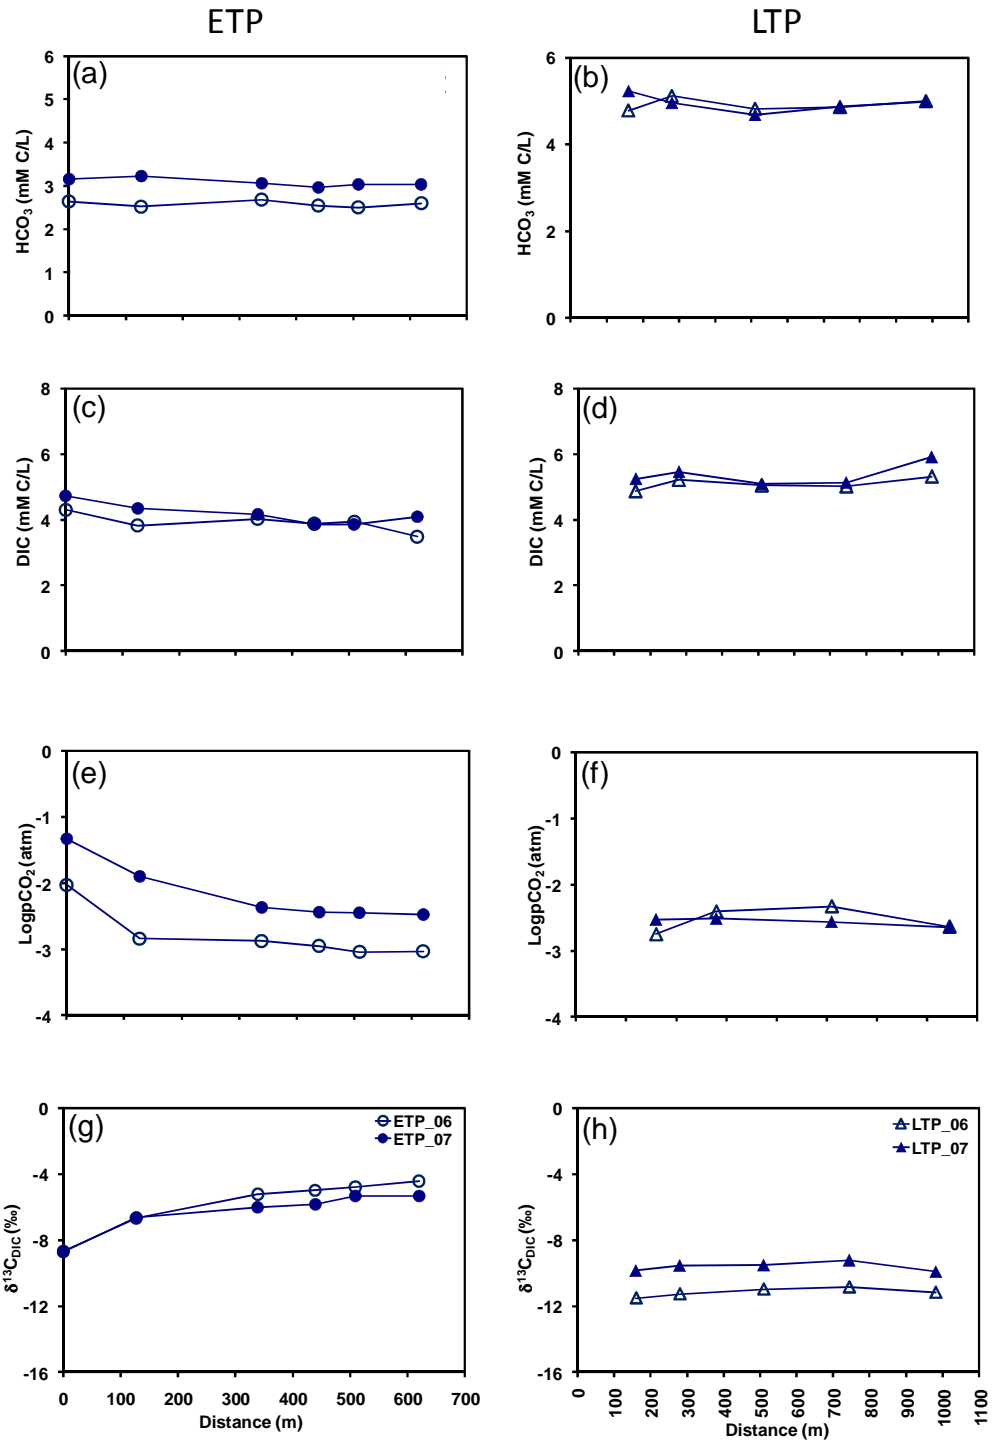 ETP
LTP
(a)
6
5
4
3
2
1
0
HCO3 (mM C/L)
(b)
6
4
2
0
HCO3 (mM C/L)
(c)
8
6
4
2
0
DIC (mM C/L)
(d)
8
6
4
2
0
DIC (mM C/L)
(e)
0
-1
-2
-3
-4
LogpCO2 (atm)
(f)
0
-1
-2
-3
-4
LogpCO2 (atm)
(g)
ETP_06
ETP_07
0
-4
-8
-12
-16
δ13CDIC (‰)
0 100 200 300 400 500 600 700
Distance (m)
(h)
LTP_06
LTP_07
0
-4
-8
-12
-16
δ13CDIC (‰)
0 100 200 300 400 500 600 700 800 900 1000 1100
Distance (m)